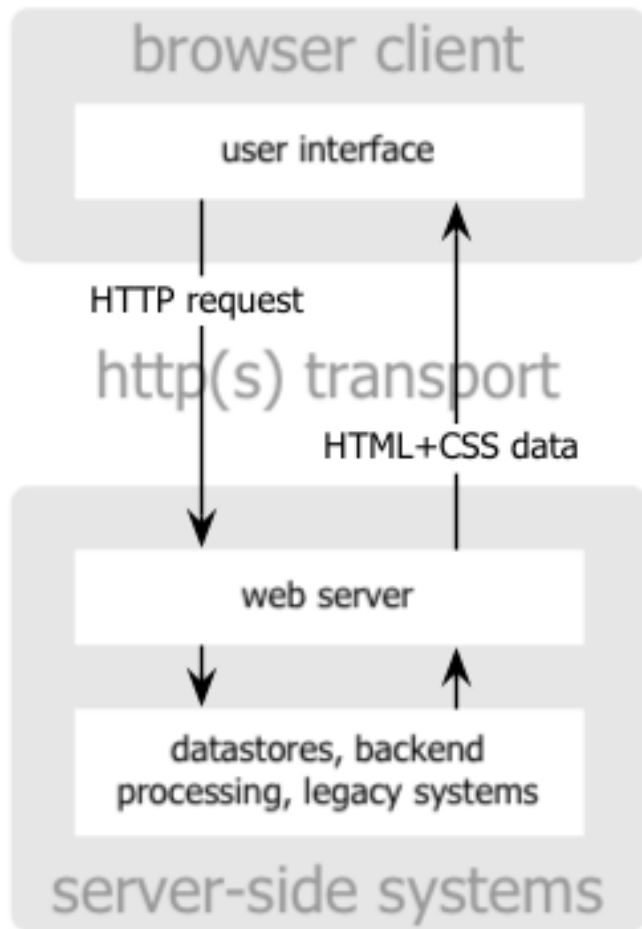 browser client
user interface
HTTP request
http(s) transport
HTML+CSS data
web server
datastores, backend
processing, legacy systems
server-side systems